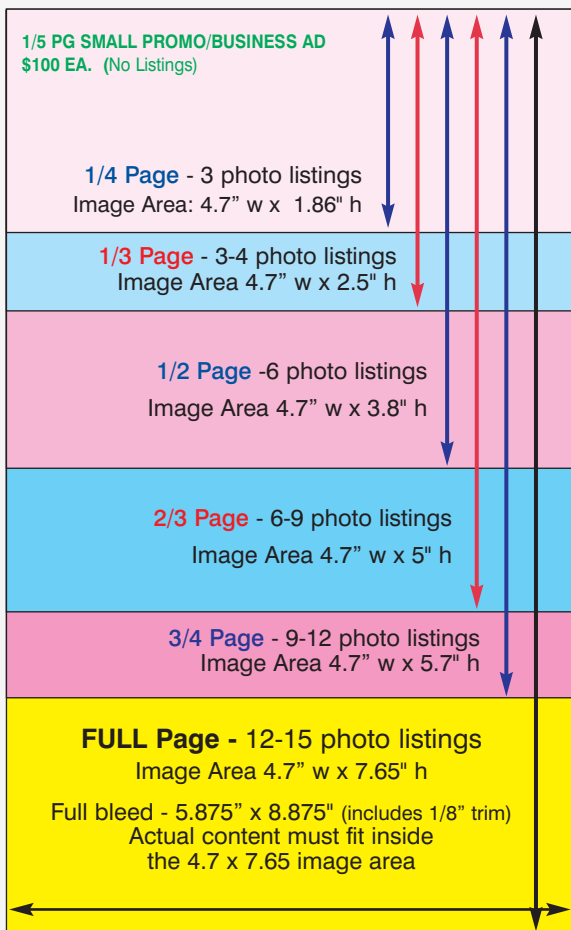 1/5 PG SMALL PROMO/BUSINESS AD
$100 EA.  (No Listings)
1/4 Page - 3 photo listings
Image Area: 4.7” w x  1.86" h
1/3 Page - 3-4 photo listings
Image Area 4.7” w x 2.5" h
1/2 Page -6 photo listings
Image Area 4.7” w x 3.8" h
2/3 Page - 6-9 photo listings
Image Area 4.7” w x 5" h
3/4 Page - 9-12 photo listings
Image Area 4.7” w x 5.7" h
FULL Page - 12-15 photo listings
Image Area 4.7” w x 7.65" h
Full bleed - 5.875” x 8.875" (includes 1/8” trim)
Actual content must fit inside
the 4.7 x 7.65 image area